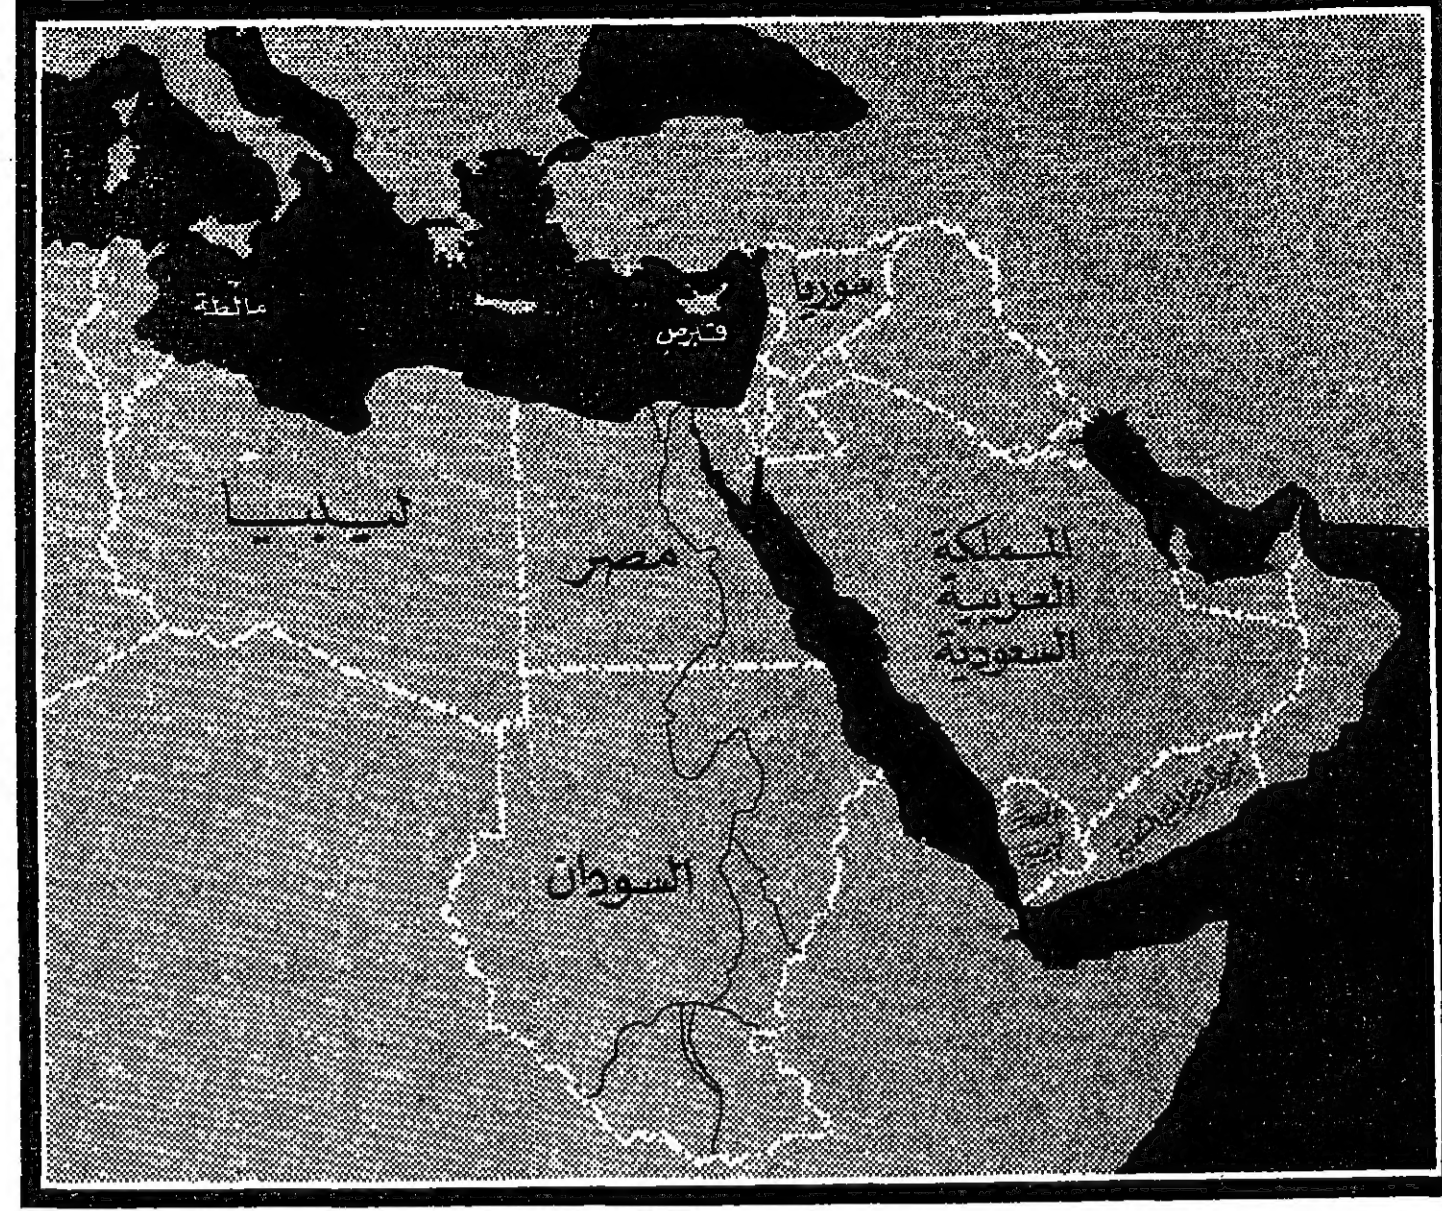 سوريا
مالطة
قبرص
ليبيا
مصر
المملكة
العربية
السعودية
السودان